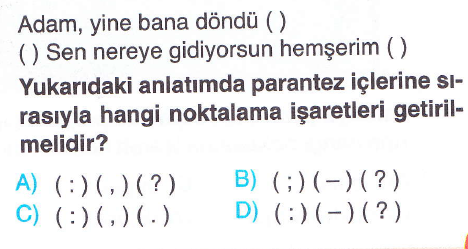 Adam, yine bana döndü ( )
( ) Sen nereye gidiyorsun hemşerim ( )
Yukarıdaki anlatımda parantez içlerine sı-
rasıyla hangi noktalama işaretleri getiril-
melidir?
A) ( : ) ( , ) ( ? )
B) ( ; ) ( – ) ( ? )
C) ( : ) ( , ) ( . )
D) ( : ) ( – ) ( ? )